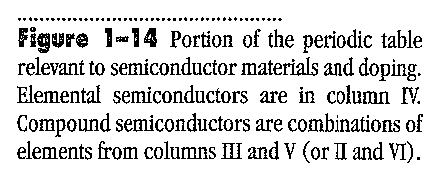 Figure 1-14 Portion of the periodic table
relevant to semiconductor materials and doping.
Elemental semiconductors are in column IV.
Compound semiconductors are combinations of
elements from columns III and V (or II and VI).